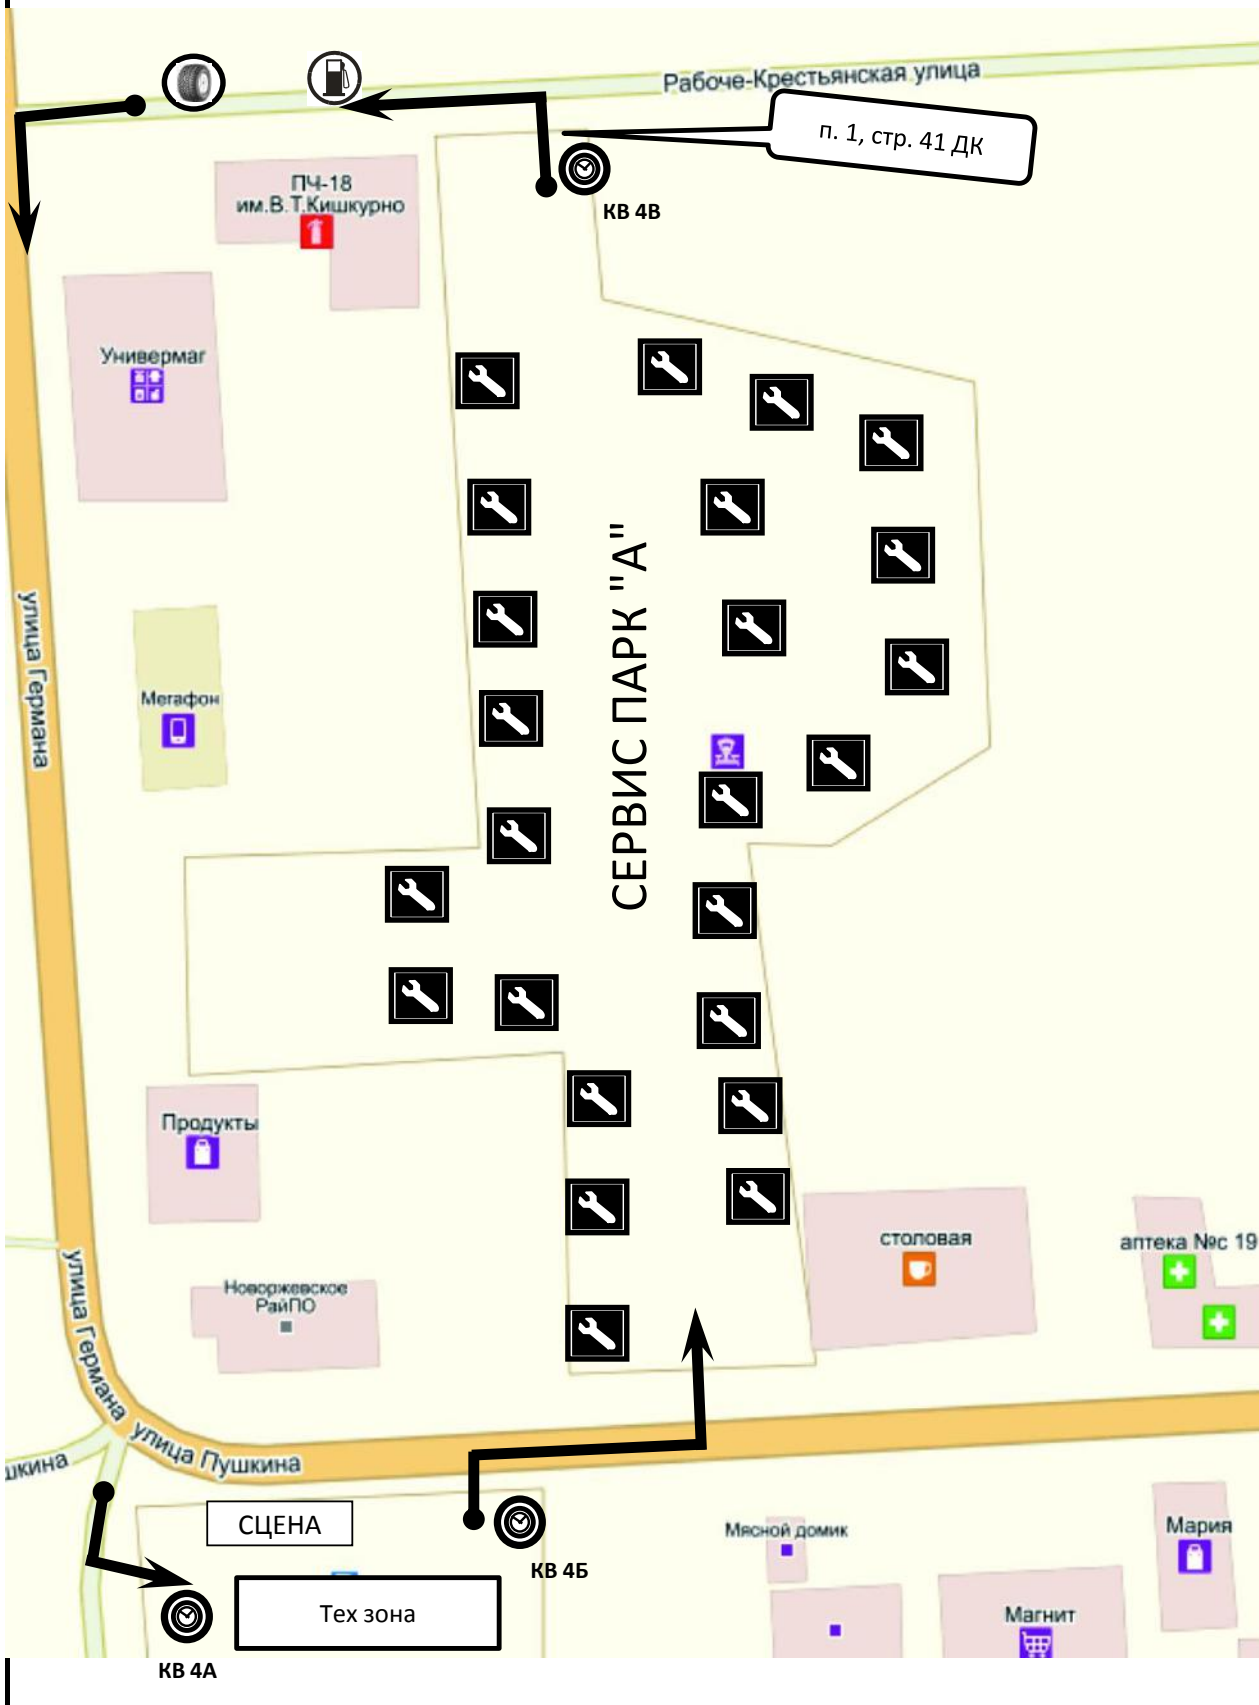 Рабоче-Крестьянская улица
п. 1, стр. 41 ДК
КВ 4В
ПЧ-18
им.В.Т.Кишкурно
Универмаг
СЕРВИС ПАРК "А"
улица Германа
Мегафон
Продукты
столовая
аптека №с 19
Новоржевское
РайПО
улица Германа
улица Пушкина
шкина
СЦЕНА
КВ 4Б
Мясной домик
Мария
Тех зона
Магнит
КВ 4А